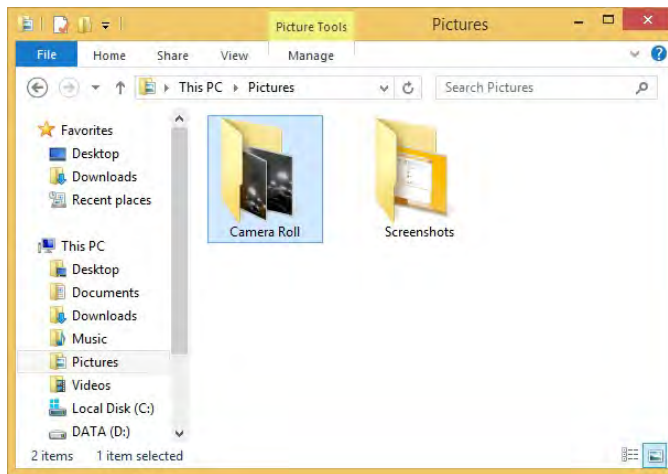 Picture Tools Pictures
File Home Share View Manage
This PC Pictures Search Pictures
Favorites
Desktop
Downloads
Recent places
This PC
Desktop
Documents
Downloads
Music
Pictures
Videos
Local Disk (C:)
DATA (D:)
Camera Roll Screenshots
2 items 1 item selected